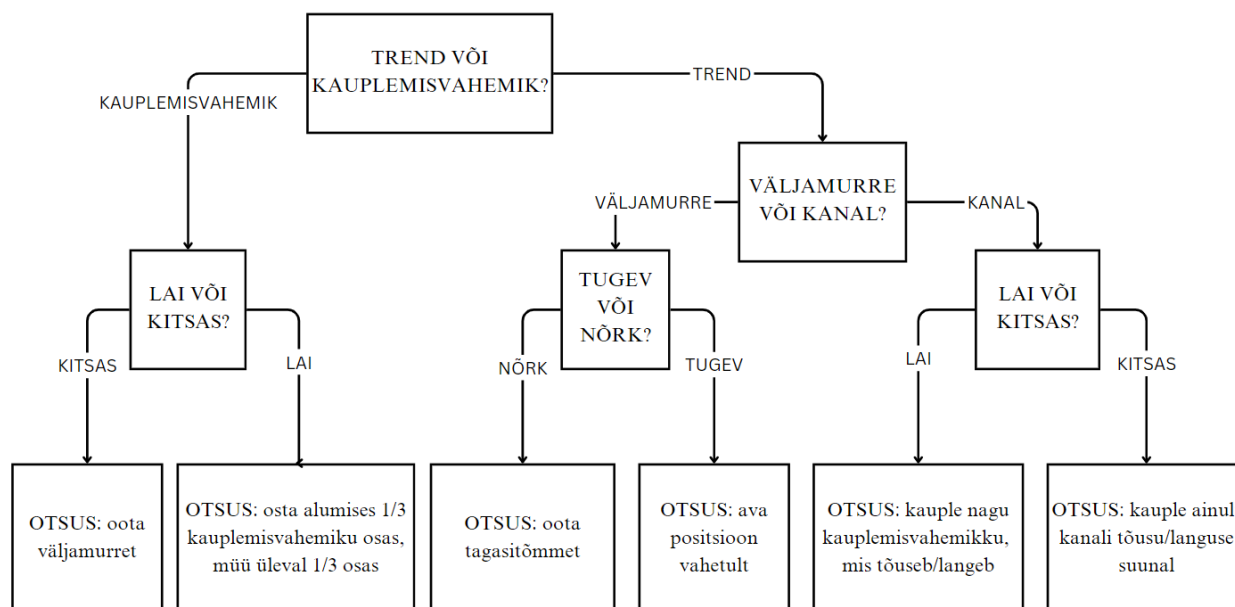 TREND VÕI
KAUPLEMISVAHEMIK?
KAUPLEMISVAHEMIK
TREND
VÄLJAMURRE
VÕI KANAL?
VÄLJAMURRE
KANAL
LAI VÕI
KITSAS?
TUGEV
VÕI
NÕRK?
LAI VÕI
KITSAS?
KITSAS
LAI
NÕRK
TUGEV
LAI
KITSAS
OTSUS: oota
väljamurret
OTSUS: osta alumises 1/3
kauplemisvahemiku osas,
müü üleval 1/3 osas
OTSUS: oota
tagasitõmmet
OTSUS: ava
positsioon
vahetult
OTSUS: kauple nagu
kauplemisvahemikku,
mis tõuseb/langeb
OTSUS: kauple ainul
kanali tõusu/languse
suunal